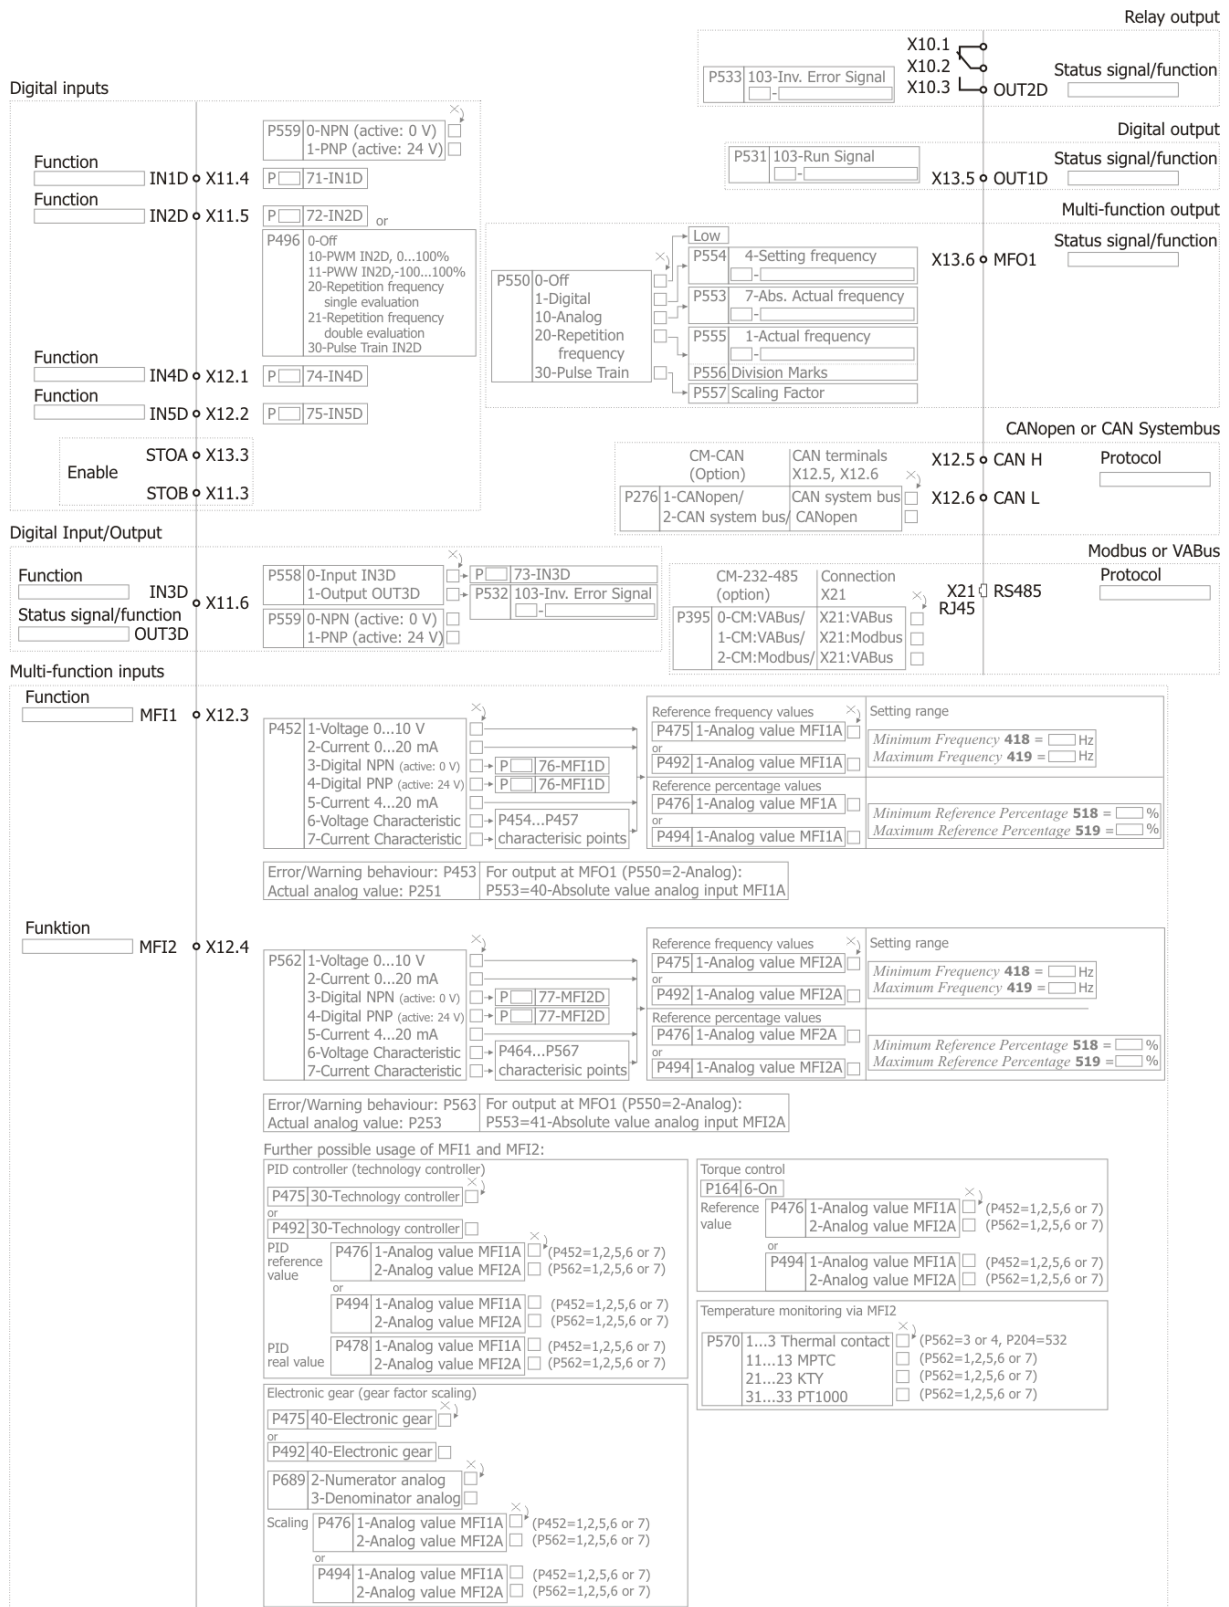 Relay output
X10.1
X10.2
X10.3
OUT2D
P533 103-Inv. Error Signal
-
Status signal/function
Digital inputs
P559 0-NPN (active: 0 V)
1-PNP (active: 24 V)
Function
IN1D X11.4 P 71-IN1D
Function
IN2D X11.5 P 72-IN2D or
P496 0-Off
10-PWM IN2D, 0...100%
11-PWW IN2D,-100...100%
20-Repetition frequency
single evaluation
21-Repetition frequency
double evaluation
30-Pulse Train IN2D
Function
IN4D X12.1 P 74-IN4D
Function
IN5D X12.2 P 75-IN5D
STOA X13.3
Enable
STOB X11.3
Digital output
P531 103-Run Signal
-
X13.5 OUT1D
Status signal/function
Multi-function output
Status signal/function
X13.6 MFO1
P550 0-Off
1-Digital
10-Analog
20-Repetition
frequency
30-Pulse Train
Low
P554 4-Setting frequency
-
P553 7-Abs. Actual frequency
-
P555 1-Actual frequency
-
P556 Division Marks
P557 Scaling Factor
CANopen or CAN Systembus
CM-CAN CAN terminals
(Option) X12.5, X12.6
P276 1-CANopen/ CAN system bus
2-CAN system bus/ CANopen
X12.5 CAN H
X12.6 CAN L
Protocol
Digital Input/Output
Function
IN3D
X11.6
Status signal/function
OUT3D
P558 0-Input IN3D
1-Output OUT3D
P 73-IN3D
P532 103-Inv. Error Signal
-
P559 0-NPN (active: 0 V)
1-PNP (active: 24 V)
Modbus or VABus
CM-232-485 Connection
(option) X21
P395 0-CM:VABus/ X21:VABus
1-CM:VABus/ X21:Modbus
2-CM:Modbus/ X21:VABus
X21 RS485
RJ45
Protocol
Multi-function inputs
Function
MFI1 X12.3
P452 1-Voltage 0...10 V
2-Current 0...20 mA
3-Digital NPN (active: 0 V) P 76-MFI1D
4-Digital PNP (active: 24 V) P 76-MFI1D
5-Current 4...20 mA
6-Voltage Characteristic P454...P457
7-Current Characteristic characterisic points
Reference frequency values
P475 1-Analog value MFI1A
or
P492 1-Analog value MFI1A
Reference percentage values
P476 1-Analog value MF1A
or
P494 1-Analog value MFI1A
Setting range
Minimum Frequency 418 = Hz
Maximum Frequency 419 = Hz
Minimum Reference Percentage 518 = %
Maximum Reference Percentage 519 = %
Error/Warning behaviour: P453 For output at MFO1 (P550=2-Analog):
Actual analog value: P251 P553=40-Absolute value analog input MFI1A
Funktion
MFI2 X12.4
P562 1-Voltage 0...10 V
2-Current 0...20 mA
3-Digital NPN (active: 0 V) P 77-MFI2D
4-Digital PNP (active: 24 V) P 77-MFI2D
5-Current 4...20 mA
6-Voltage Characteristic P464...P567
7-Current Characteristic characterisic points
Reference frequency values
P475 1-Analog value MFI2A
or
P492 1-Analog value MFI2A
Reference percentage values
P476 1-Analog value MF2A
or
P494 1-Analog value MFI2A
Setting range
Minimum Frequency 418 = Hz
Maximum Frequency 419 = Hz
Minimum Reference Percentage 518 = %
Maximum Reference Percentage 519 = %
Error/Warning behaviour: P563 For output at MFO1 (P550=2-Analog):
Actual analog value: P253 P553=41-Absolute value analog input MFI2A
Further possible usage of MFI1 and MFI2:
PID controller (technology controller)
P475 30-Technology controller
or
P492 30-Technology controller
PID
reference
value
P476 1-Analog value MFI1A (P452=1,2,5,6 or 7)
2-Analog value MFI2A (P562=1,2,5,6 or 7)
or
P494 1-Analog value MFI1A (P452=1,2,5,6 or 7)
2-Analog value MFI2A (P562=1,2,5,6 or 7)
PID
real value
P478 1-Analog value MFI1A (P452=1,2,5,6 or 7)
2-Analog value MFI2A (P562=1,2,5,6 or 7)
Torque control
P164 6-On
Reference
value
P476 1-Analog value MFI1A (P452=1,2,5,6 or 7)
2-Analog value MFI2A (P562=1,2,5,6 or 7)
or
P494 1-Analog value MFI1A (P452=1,2,5,6 or 7)
2-Analog value MFI2A (P562=1,2,5,6 or 7)
Temperature monitoring via MFI2
P570 1...3 Thermal contact (P562=3 or 4, P204=532
11...13 MPTC (P562=1,2,5,6 or 7)
21...23 KTY (P562=1,2,5,6 or 7)
31...33 PT1000 (P562=1,2,5,6 or 7)
Electronic gear (gear factor scaling)
P475 40-Electronic gear
or
P492 40-Electronic gear
P689 2-Numerator analog
3-Denominator analog
Scaling
P476 1-Analog value MFI1A (P452=1,2,5,6 or 7)
2-Analog value MFI2A (P562=1,2,5,6 or 7)
or
P494 1-Analog value MFI1A (P452=1,2,5,6 or 7)
2-Analog value MFI2A (P562=1,2,5,6 or 7)